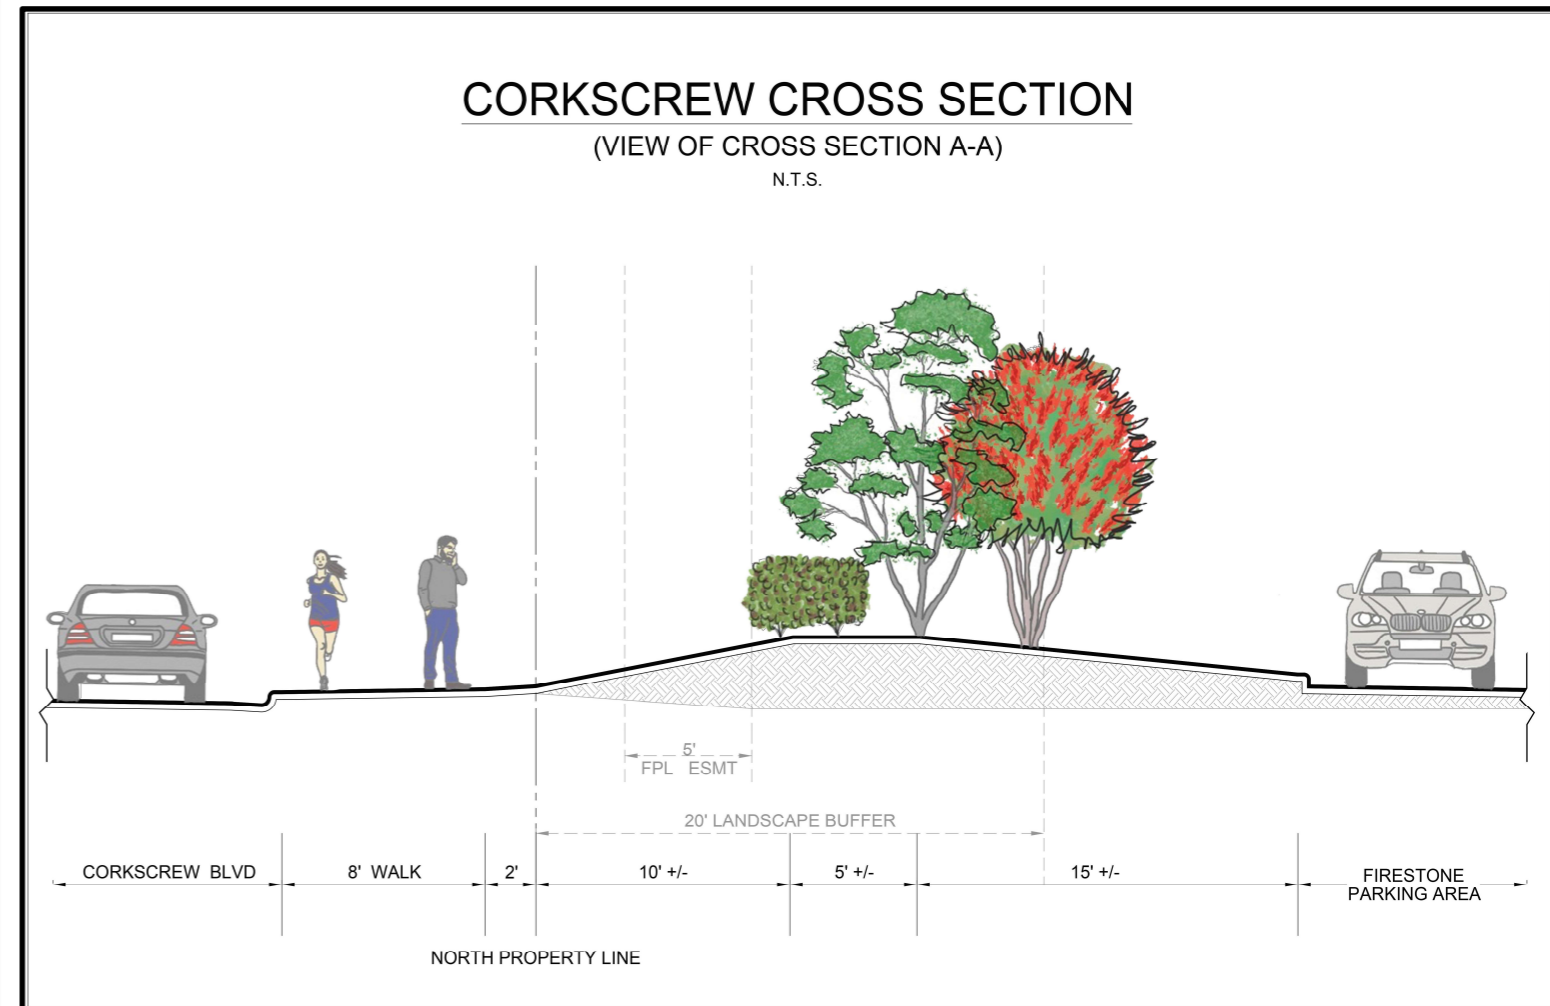 CORKSCREW CROSS SECTION
(VIEW OF CROSS SECTION A-A)
N.T.S.
5'
FPL ESMT
20' LANDSCAPE BUFFER
CORKSCREW BLVD
8' WALK
2'
10' +/-
5' +/-
15' +/-
FIRESTONE
PARKING AREA
NORTH PROPERTY LINE